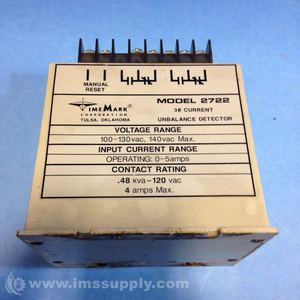 MANUAL
RESET
TIMEMARK
CORPORATION
TULSA, OKLAHOMA
MODEL 2722
3Ø CURRENT
UNBALANCE DETECTOR
VOLTAGE RANGE
100-130vac, 140vac Max.
INPUT CURRENT RANGE
OPERATING: 0-5amps
CONTACT RATING
.48 kva-120 vac
4 amps Max.
© www.imssupply.com